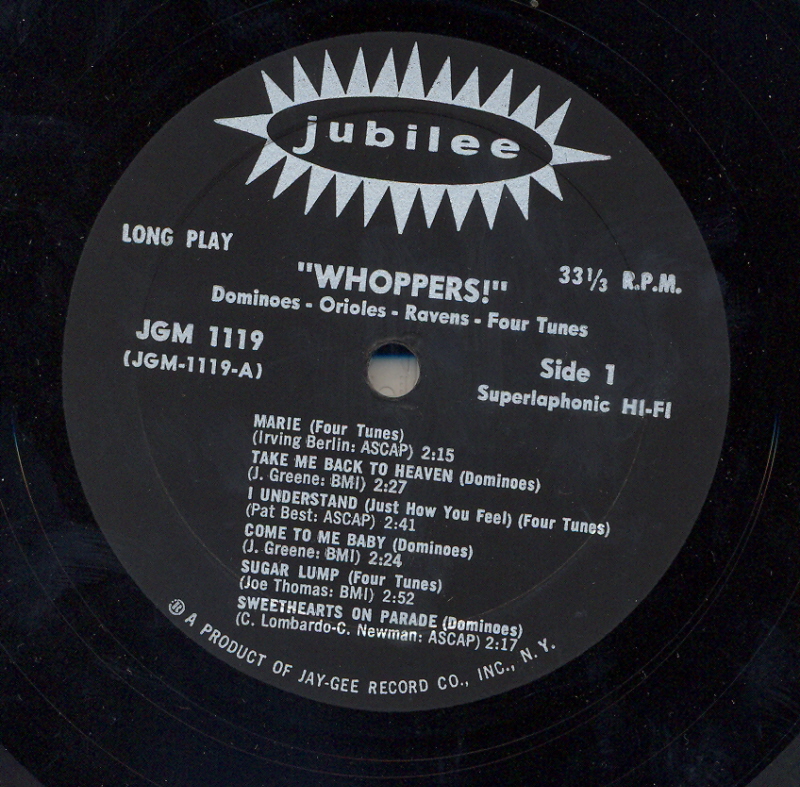 jubilee
LONG PLAY
33 1/3 R.P.M.
"WHOPPERS!"
Dominoes - Orioles - Ravens - Four Tunes
JGM 1119
(JGM-1119-A)
Side 1
Superlaphonic HI-FI
MARIE (Four Tunes)
(Irving Berlin: ASCAP) 2:15
TAKE ME BACK TO HEAVEN (Dominoes)
(J. Greene: BMI) 2:27
I UNDERSTAND (Just How You Feel) (Four Tunes)
(Pat Best: ASCAP) 2:41
COME TO ME BABY (Dominoes)
(J. Greene: BMI) 2:24
SUGAR LUMP (Four Tunes)
(Joe Thomas: BMI) 2:52
SWEETHEARTS ON PARADE (Dominoes)
(C. Lombardo-C. Newman: ASCAP) 2:17
® A PRODUCT OF JAY-GEE RECORD CO., INC., N. Y.